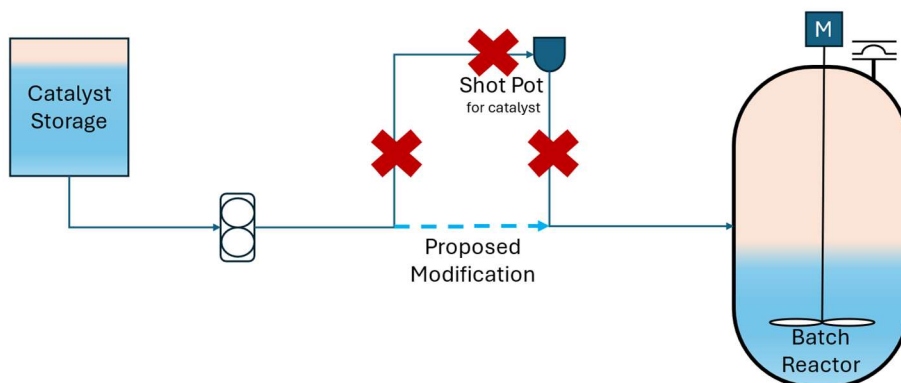 M
Catalyst
Storage
Shot Pot
for catalyst
Proposed
Modification
Batch
Reactor